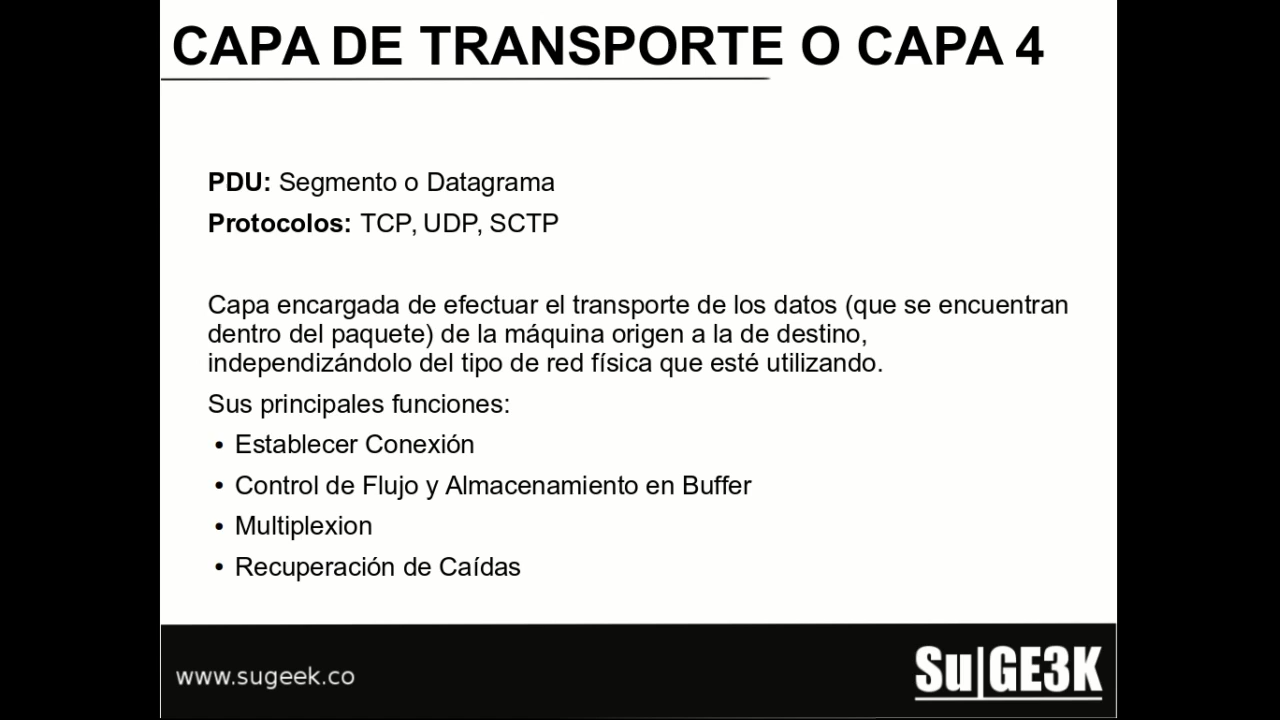 CAPA DE TRANSPORTE O CAPA 4
PDU: Segmento o Datagrama
Protocolos: TCP, UDP, SCTP
Capa encargada de efectuar el transporte de los datos (que se encuentran
dentro del paquete) de la máquina origen a la de destino,
independizándolo del tipo de red física que esté utilizando.
Sus principales funciones:
• Establecer Conexión
• Control de Flujo y Almacenamiento en Buffer
• Multiplexion
• Recuperación de Caídas
www.sugeek.co
Su|GE3K